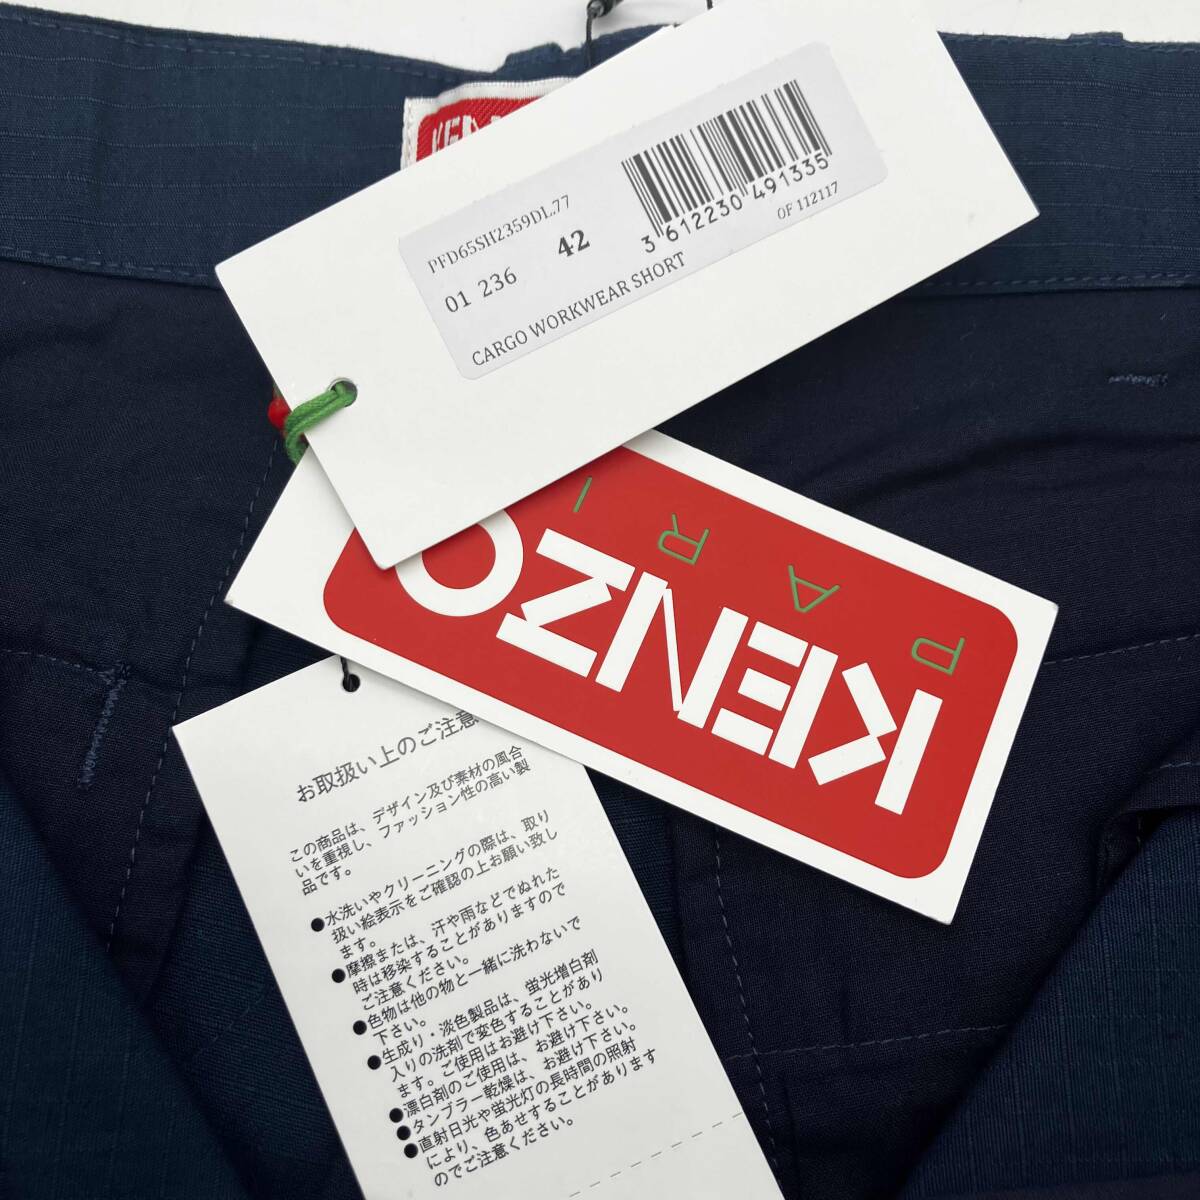 KENZ
PFD65SH2359DL.77
01 236 42
3 612230 491335
OF 112117
CARGO WORKWEAR SHORT
KENZO
PARI
お取扱い上のご注意
この商品は、デザイン及び素材の風合
いを重視し、ファッション性の高い製
品です。
●水洗いやクリーニングの際は、取り
扱い絵表示をご確認の上お願い致し
ます。
●摩擦または、汗や雨などでぬれた
時は移染することがありますので
ご注意ください。
●色物は他の物と一緒に洗わないで
下さい。
●生成り・淡色製品は、蛍光増白剤
入りの洗剤で変色することがあり
ます。ご使用はお避け下さい。
●漂白剤のご使用は、お避け下さい。
●タンブラー乾燥は、お避け下さい。
●直射日光や蛍光灯の長時間の照射
により、色あせすることがあります
のでご注意ください。